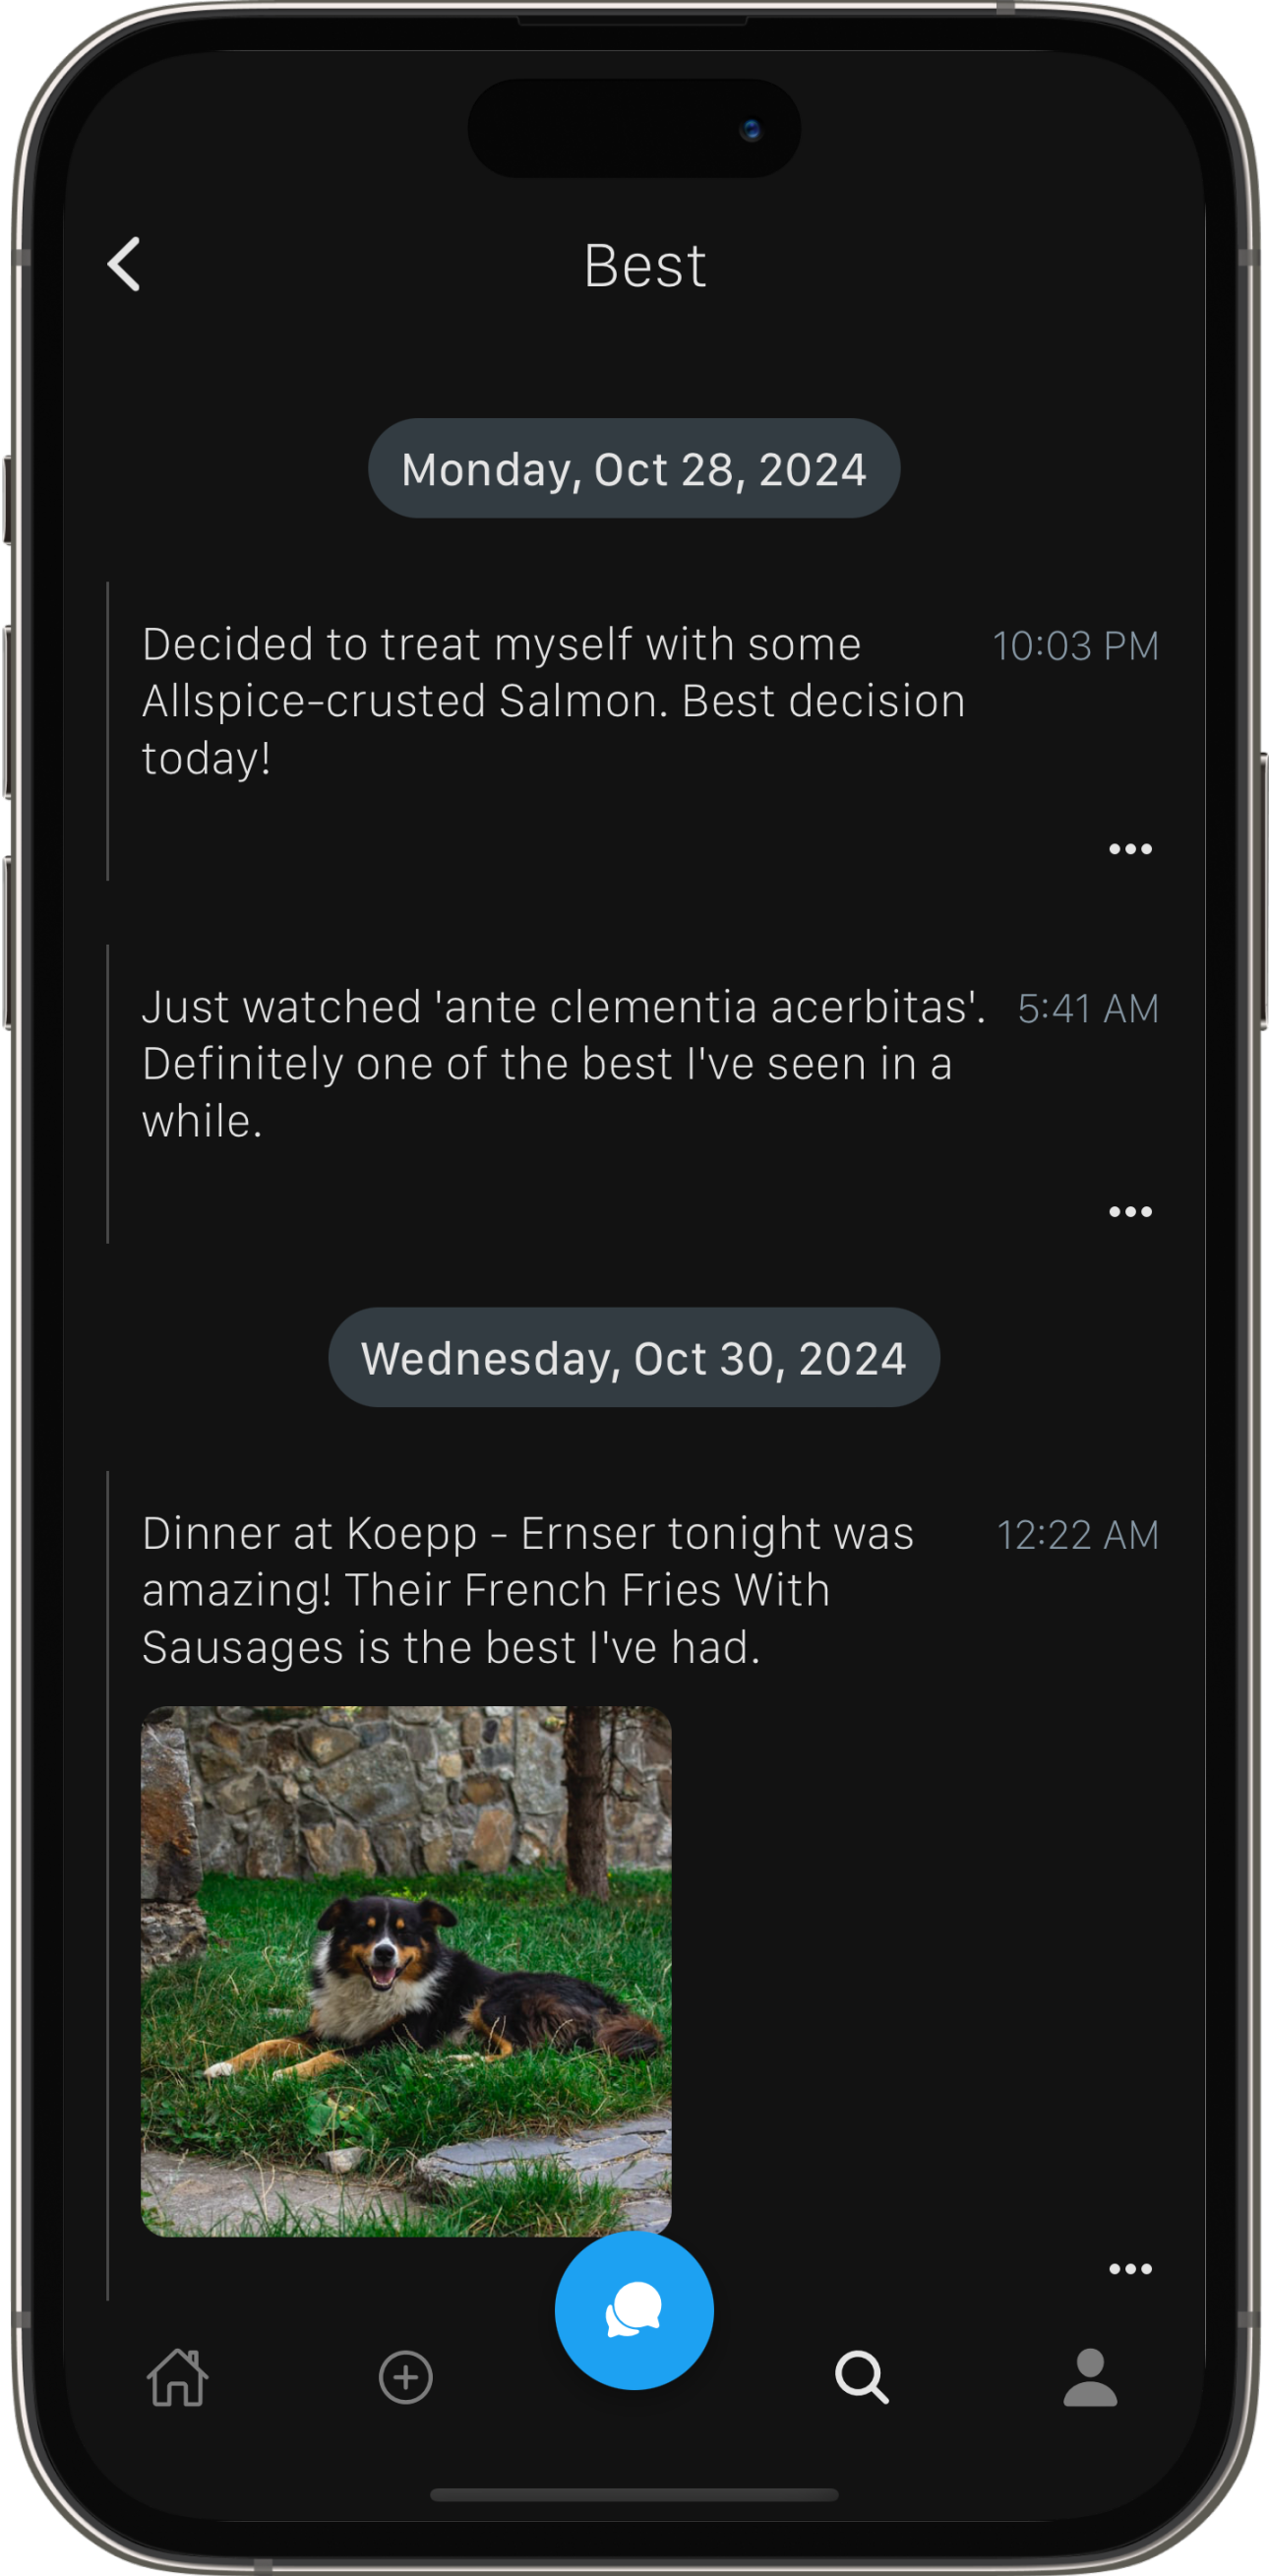 Best
Monday, Oct 28, 2024
Decided to treat myself with some
10:03 PM
Allspice-crusted Salmon. Best decision
today!
Just watched 'ante clementia acerbitas'.
5:41 AM
Definitely one of the best I've seen in a
while.
Wednesday, Oct 30, 2024
Dinner at Koepp - Ernser tonight was
12:22 AM
amazing! Their French Fries With
Sausages is the best I've had.